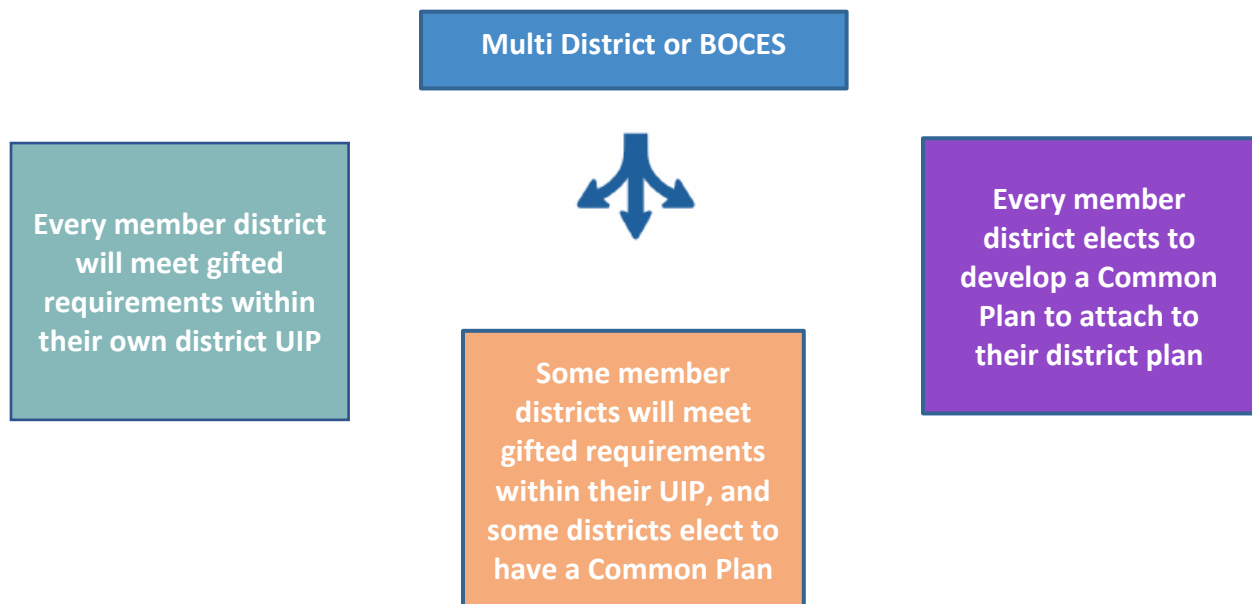 Multi District or BOCES
Every member district
will meet gifted
requirements within
their own district UIP
Some member
districts will meet
gifted requirements
within their UIP, and
some districts elect to
have a Common Plan
Every member
district elects to
develop a Common
Plan to attach to
their district plan